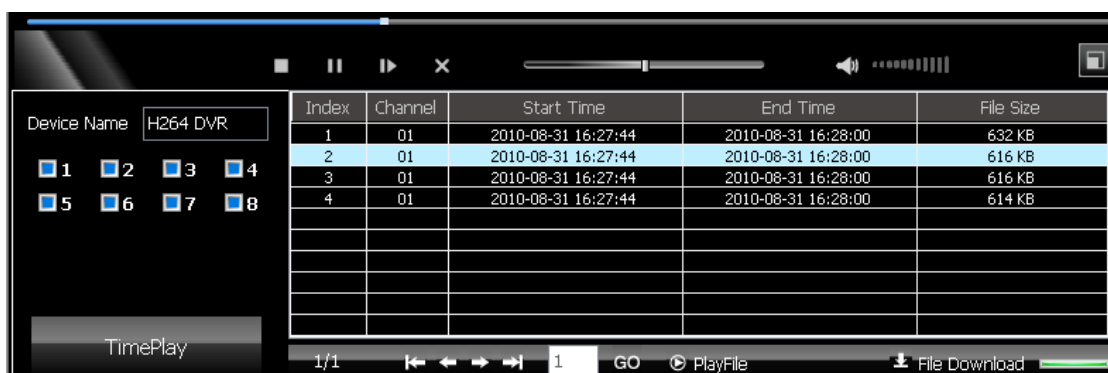 Index Channel Start Time End Time File Size
Device Name H264 DVR
1 01 2010-08-31 16:27:44 2010-08-31 16:28:00 632 KB
2 01 2010-08-31 16:27:44 2010-08-31 16:28:00 616 KB
3 01 2010-08-31 16:27:44 2010-08-31 16:28:00 616 KB
4 01 2010-08-31 16:27:44 2010-08-31 16:28:00 614 KB
1 2 3 4
5 6 7 8
TimePlay
1/1 1 GO PlayFile File Download